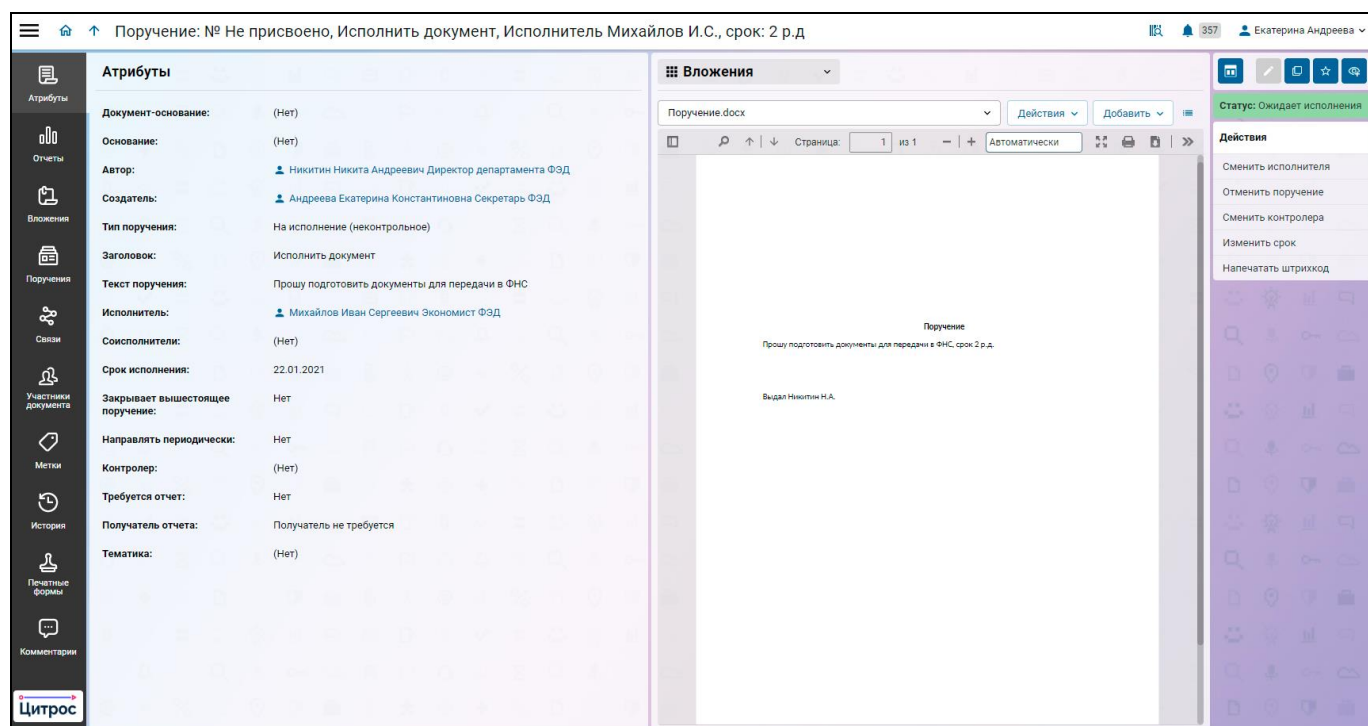 Поручение: № Не присвоено, Исполнить документ, Исполнитель Михайлов И.С., срок: 2 р.д
357
Екатерина Андреева
Атрибуты
Отчеты
Вложения
Поручения
Связи
Участники
документа
Метки
История
Печатные
формы
Комментарии
Цитрос
Атрибуты
Документ-основание: (Нет)
Основание: (Нет)
Автор: Никитин Никита Андреевич Директор департамента ФЭД
Создатель: Андреева Екатерина Константиновна Секретарь ФЭД
Тип поручения: На исполнение (неконтрольное)
Заголовок: Исполнить документ
Текст поручения: Прошу подготовить документы для передачи в ФНС
Исполнитель: Михайлов Иван Сергеевич Экономист ФЭД
Соисполнители: (Нет)
Срок исполнения: 22.01.2021
Закрывает вышестоящее Нет
поручение:
Направлять периодически: Нет
Контролер: (Нет)
Требуется отчет: Нет
Получатель отчета: Получатель не требуется
Тематика: (Нет)
Вложения
Поручение.docx Действия Добавить
Страница: 1 из 1 Автоматически
Поручение
Прошу подготовить документы для передачи в ФНС, срок 2 р.д.
Выдал Никитин Н.А.
Статус: Ожидает исполнения
Действия
Сменить исполнителя
Отменить поручение
Сменить контролера
Изменить срок
Напечатать штрихкод